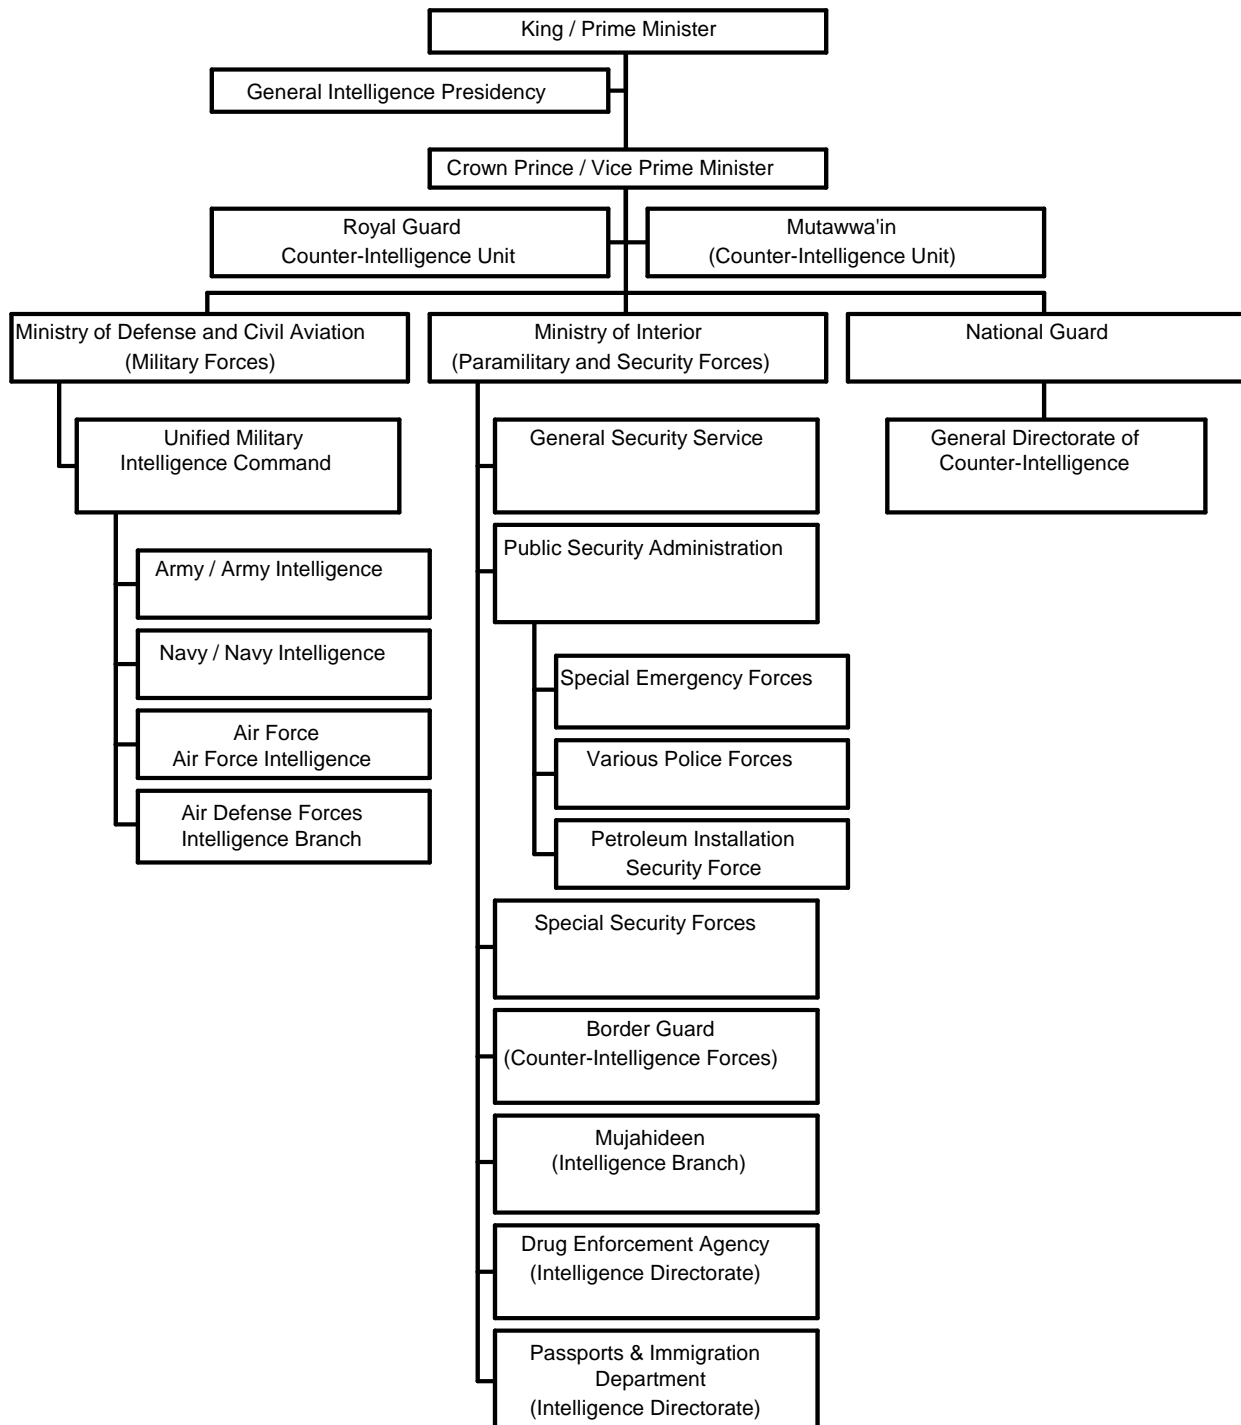 King / Prime Minister
General Intelligence Presidency
Crown Prince / Vice Prime Minister
Royal Guard
Counter-Intelligence Unit
Mutawwa'in
(Counter-Intelligence Unit)
Ministry of Defense and Civil Aviation
(Military Forces)
Ministry of Interior
(Paramilitary and Security Forces)
National Guard
Unified Military
Intelligence Command
Army / Army Intelligence
Navy / Navy Intelligence
Air Force
Air Force Intelligence
Air Defense Forces
Intelligence Branch
General Security Service
Public Security Administration
Special Emergency Forces
Various Police Forces
Petroleum Installation
Security Force
Special Security Forces
Border Guard
(Counter-Intelligence Forces)
Mujahideen
(Intelligence Branch)
Drug Enforcement Agency
(Intelligence Directorate)
Passports & Immigration
Department
(Intelligence Directorate)
General Directorate of
Counter-Intelligence